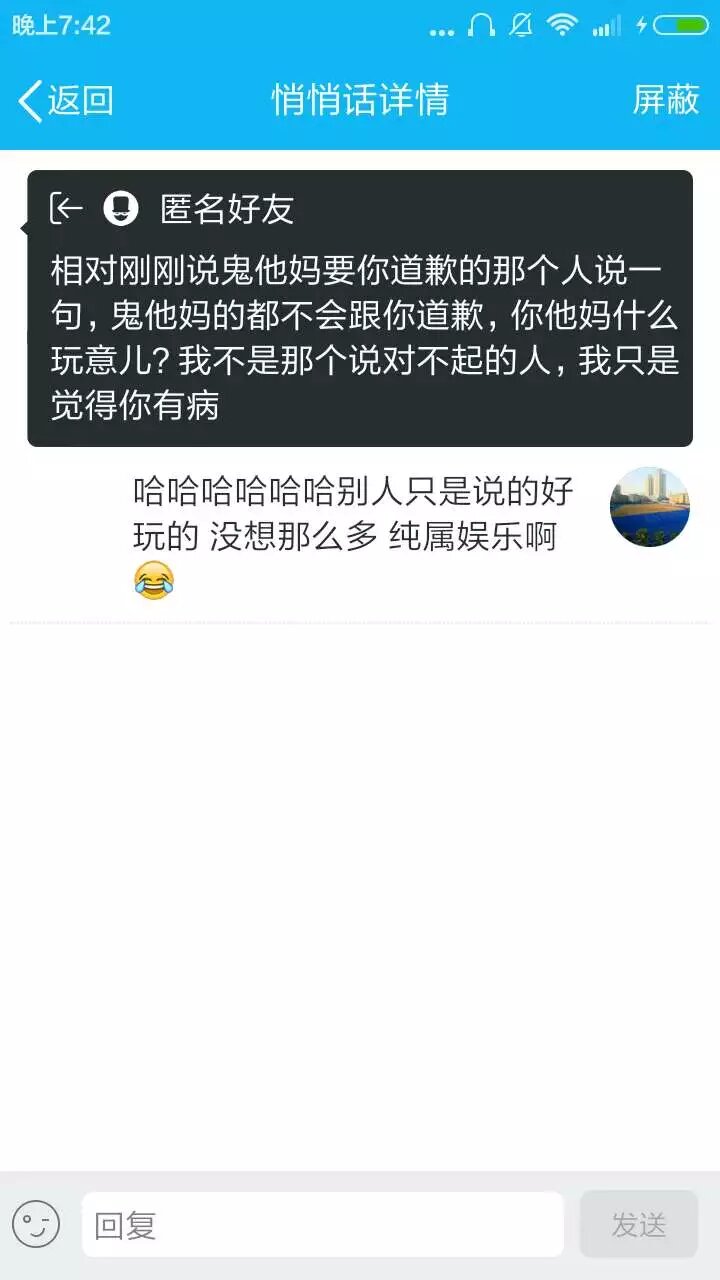 晚上7:42
返回
悄悄话详情
屏蔽
匿名好友
相对刚刚说鬼他妈要你道歉的那个人说一
句，鬼他妈的都不会跟你道歉，你他妈什么
玩意儿？我不是那个说对不起的人，我只是
觉得你有病
哈哈哈哈哈哈别人只是说的好
玩的 没想那么多 纯属娱乐啊
😂
回复
发送